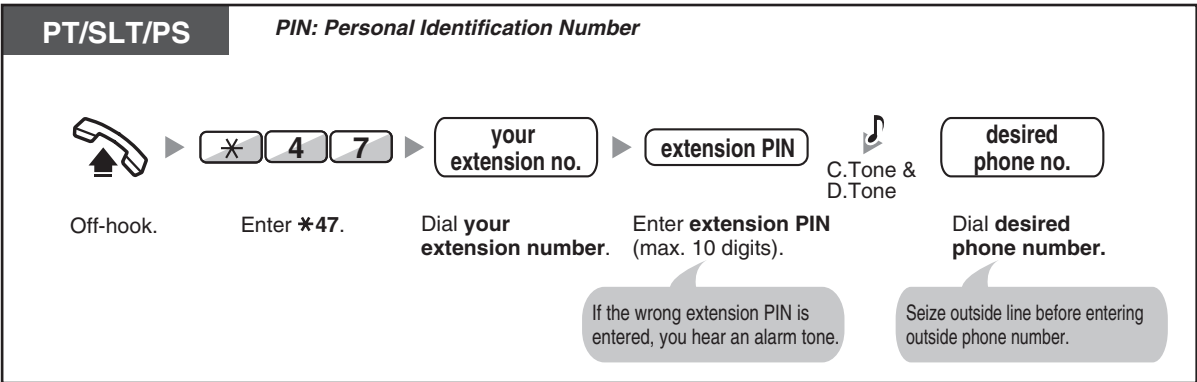 PT/SLT/PS
PIN: Personal Identification Number
* 4 7
your
extension no.
extension PIN
C.Tone &
D.Tone
desired
phone no.
Off-hook.
Enter *47.
Dial your
extension number.
Enter extension PIN
(max. 10 digits).
Dial desired
phone number.
If the wrong extension PIN is
entered, you hear an alarm tone.
Seize outside line before entering
outside phone number.